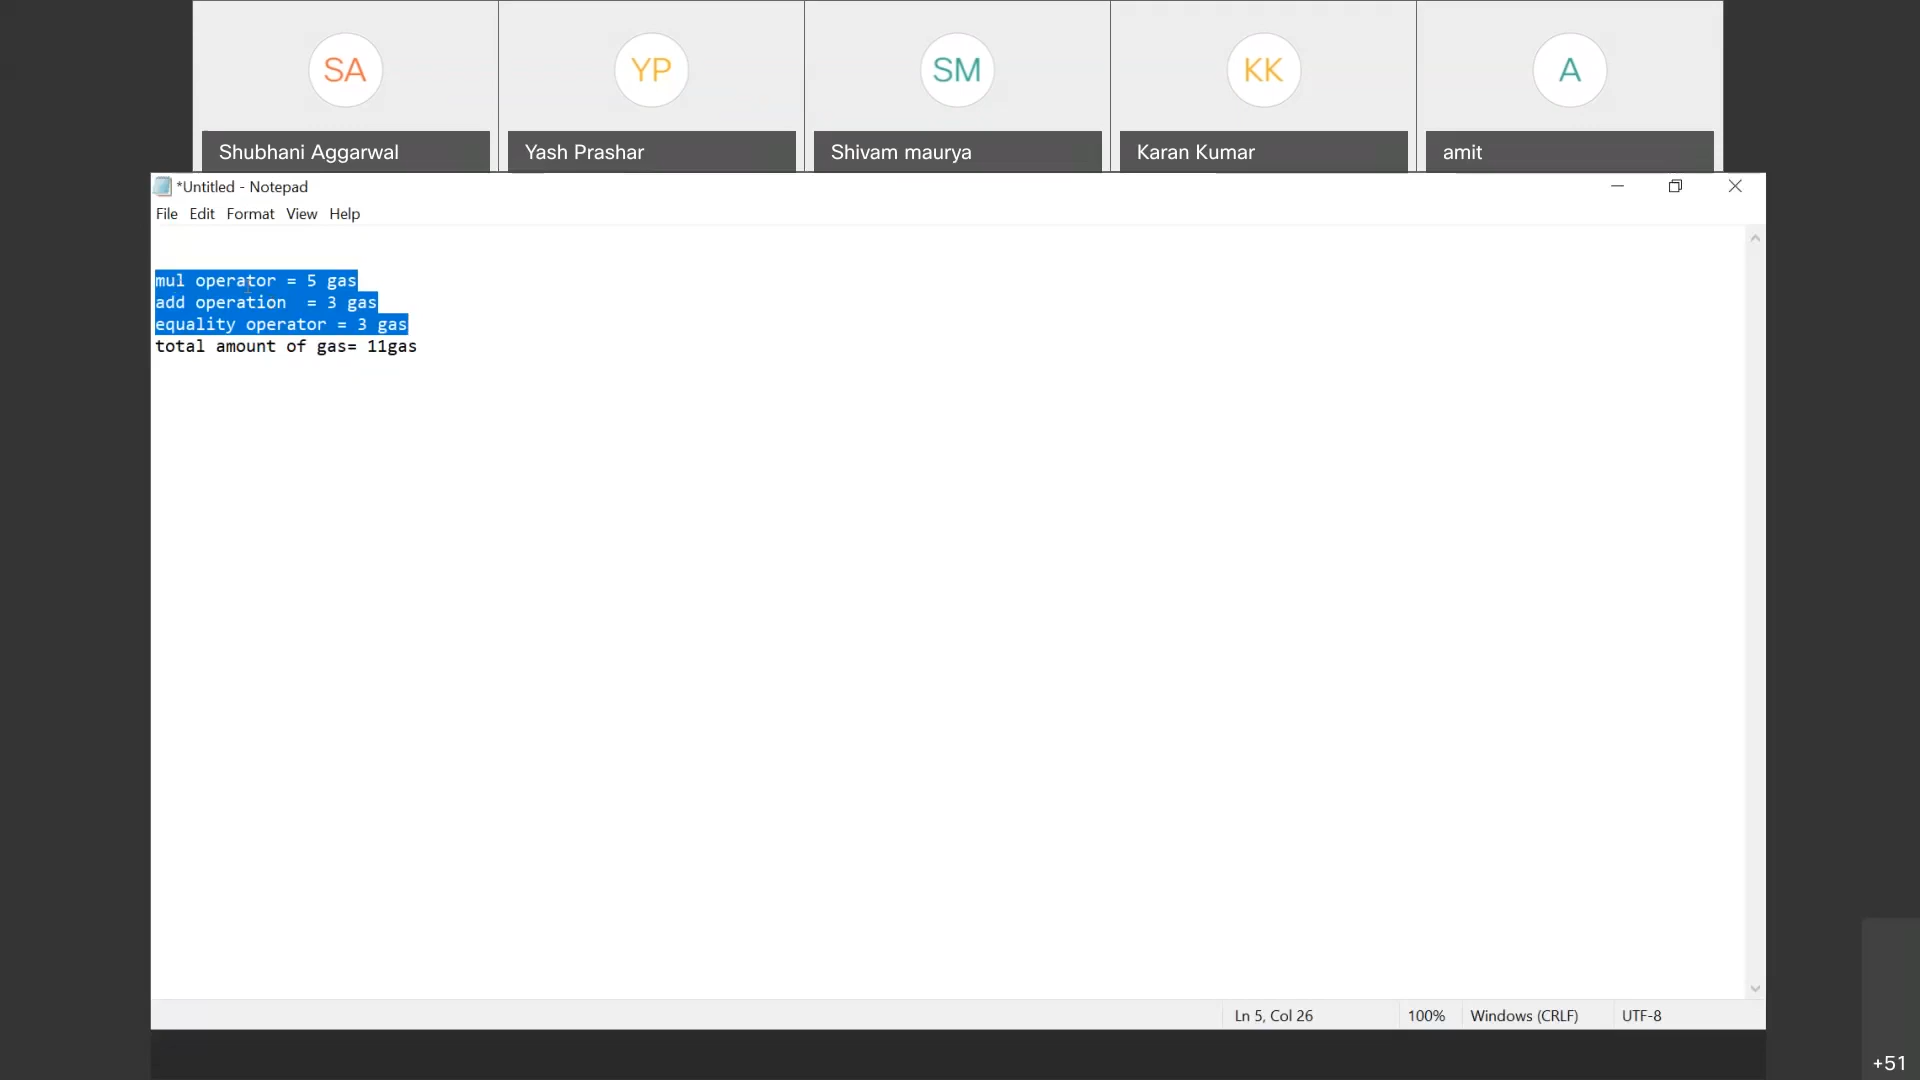 SA YP SM KK A
Shubhani Aggarwal Yash Prashar Shivam maurya Karan Kumar amit
*Untitled - Notepad
File Edit Format View Help
mul operator = 5 gas
add operation  = 3 gas
equality operator = 3 gas
total amount of gas= 11gas
Ln 5, Col 26 100% Windows (CRLF) UTF-8
+51